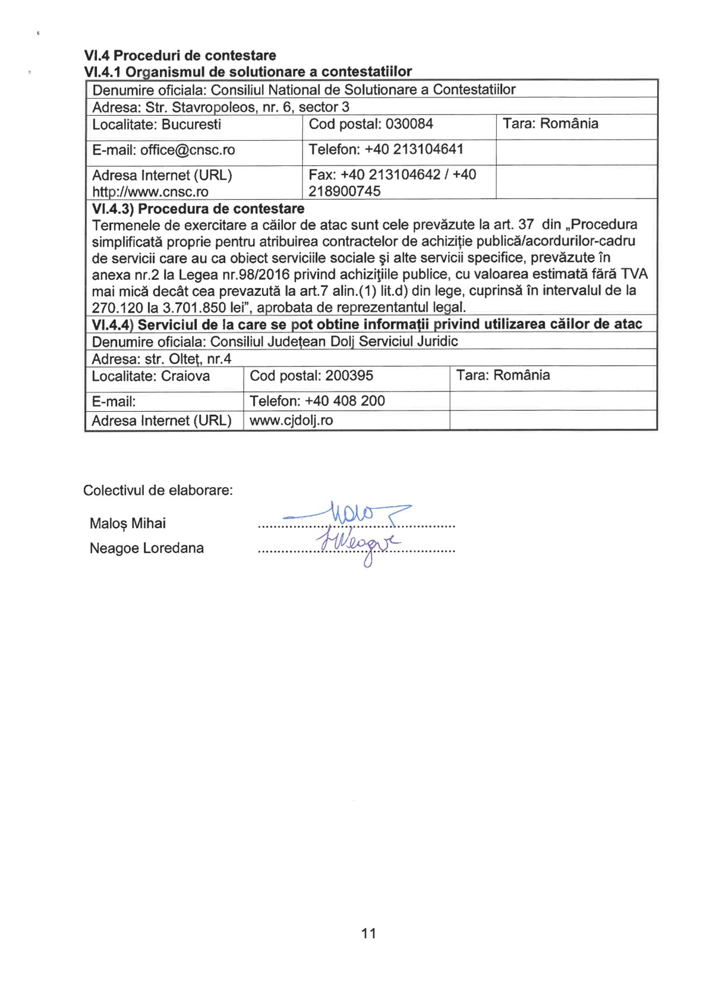 VI.4 Proceduri de contestare
VI.4.1 Organismul de solutionare a contestatiilor
Denumire oficiala: Consiliul National de Solutionare a Contestatiilor
Adresa: Str. Stavropoleos, nr. 6, sector 3
Localitate: Bucuresti Cod postal: 030084 Tara: România
E-mail: office@cnsc.ro Telefon: +40 213104641
Adresa Internet (URL) Fax: +40 213104642 / +40
http://www.cnsc.ro 218900745
VI.4.3) Procedura de contestare
Termenele de exercitare a căilor de atac sunt cele prevăzute la art. 37 din „Procedura
simplificată proprie pentru atribuirea contractelor de achiziție publică/acordurilor-cadru
de servicii care au ca obiect serviciile sociale şi alte servicii specifice, prevăzute în
anexa nr.2 la Legea nr.98/2016 privind achiziţiile publice, cu valoarea estimată fără TVA
mai mică decât cea prevazută la art.7 alin.(1) lit.d) din lege, cuprinsă în intervalul de la
270.120 la 3.701.850 lei”, aprobata de reprezentantul legal.
VI.4.4) Serviciul de la care se pot obtine informații privind utilizarea căilor de atac
Denumire oficiala: Consiliul Județean Dolj Serviciul Juridic
Adresa: str. Olteț, nr.4
Localitate: Craiova Cod postal: 200395 Tara: România
E-mail: Telefon: +40 408 200
Adresa Internet (URL) www.cjdolj.ro
Colectivul de elaborare:
Maloș Mihai
Neagoe Loredana
11